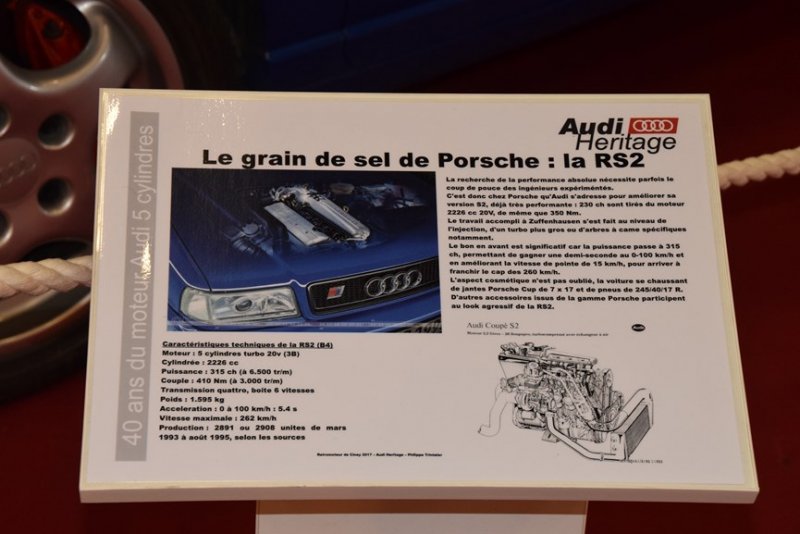 40 ans du moteur Audi 5 cylindres
Audi
Heritage
Le grain de sel de Porsche : la RS2
La recherche de la performance absolue nécessite parfois le
coup de pouce des ingénieurs expériméntés.
C'est donc chez Porsche qu'Audi s'adresse pour améliorer sa
version S2, déjà très performante : 230 ch sont tirés du moteur
2226 cc 20V, de même que 350 Nm.
Le travail accompli à Zuffenhausen s'est fait au niveau de
l'injection, d'un turbo plus gros ou d'arbres à came spécifiques
notamment.
Le bon en avant est significatif car la puissance passe à 315
ch, permettant de gagner une demi-seconde au 0-100 km/h et
en améliorant la vitesse de pointe de 15 km/h, pour arriver à
franchir le cap des 260 km/h.
L'aspect cosmétique n'est pas oublié, la voiture se chaussant
de jantes Porsche Cup de 7 x 17 et de pneus de 245/40/17 R.
D'autres accessoires issus de la gamme Porsche participent
au look agressif de la RS2.
Caractéristiques techniques de la RS2 (B4)
Moteur : 5 cylindres turbo 20v (3B)
Cylindrée : 2226 cc
Puissance : 315 ch (à 6.500 tr/m)
Couple : 410 Nm (à 3.000 tr/m)
Transmission quattro, boite 6 vitesses
Poids : 1.595 kg
Acceleration : 0 à 100 km/h : 5.4 s
Vitesse maximale : 262 km/h
Production : 2891 ou 2908 unites de mars
1993 à août 1995, selon les sources
Audi Coupé S2
Retromoteur de Ciney 2017 - Audi Heritage - Philippe Trinteler